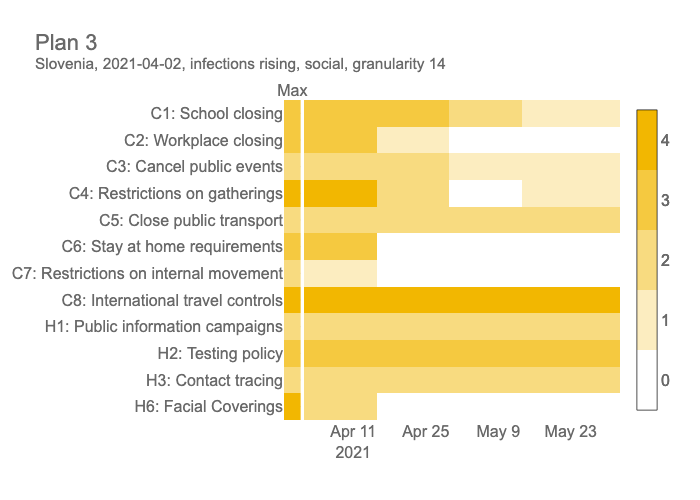 Plan 3
Slovenia, 2021-04-02, infections rising, social, granularity 14
Max
C1: School closing
C2: Workplace closing
C3: Cancel public events
C4: Restrictions on gatherings
C5: Close public transport
C6: Stay at home requirements
C7: Restrictions on internal movement
C8: International travel controls
H1: Public information campaigns
H2: Testing policy
H3: Contact tracing
H6: Facial Coverings
Apr 11 Apr 25 May 9 May 23
2021
4
3
2
1
0